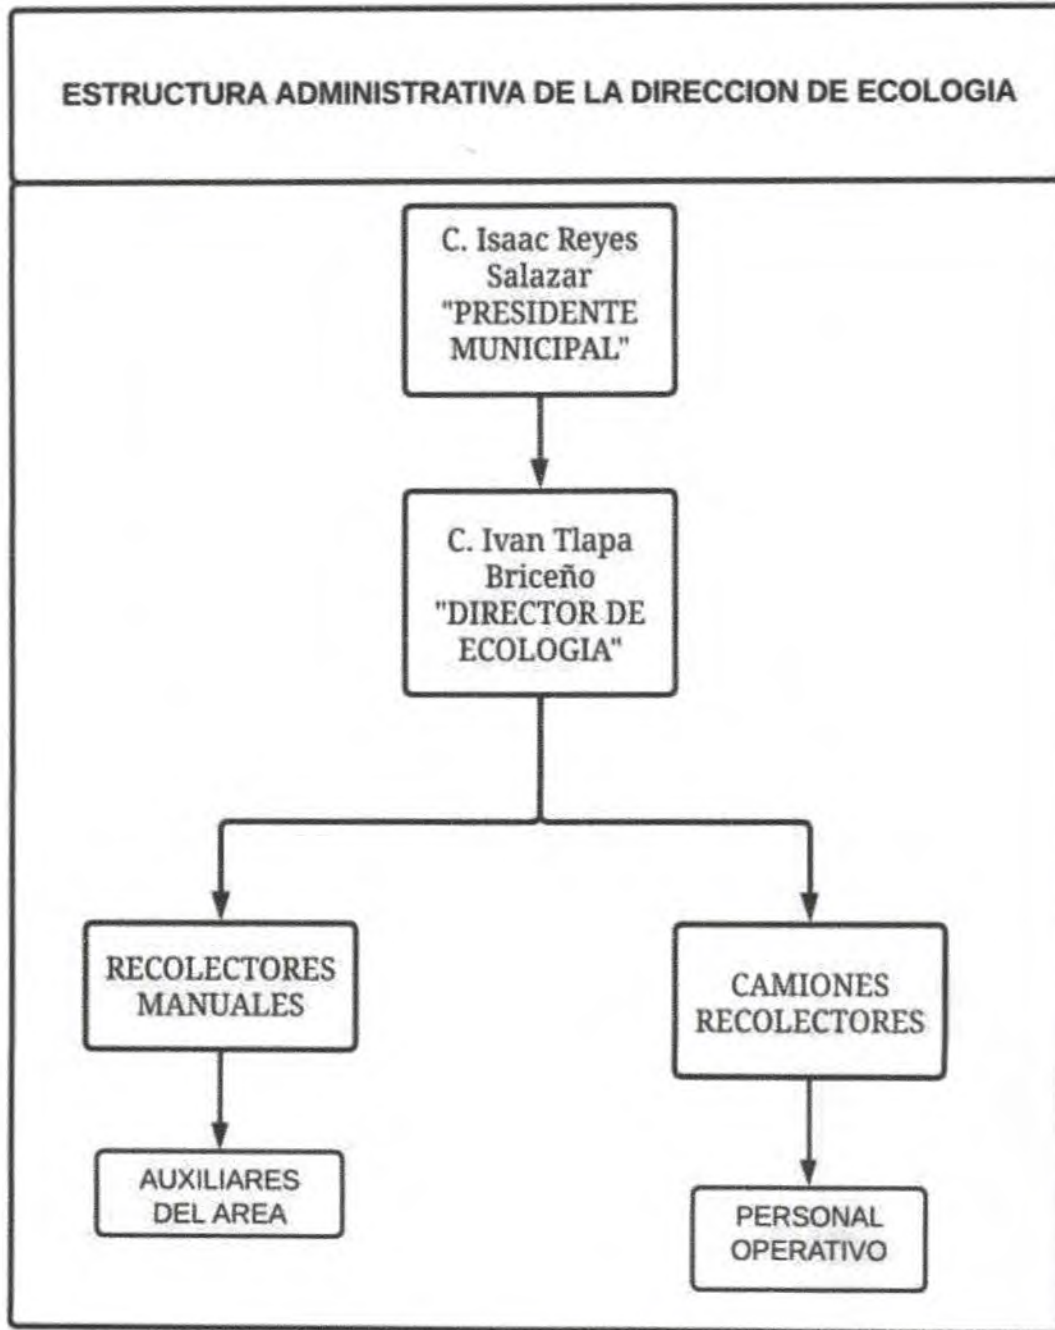 ESTRUCTURA ADMINISTRATIVA DE LA DIRECCION DE ECOLOGIA
C. Isaac Reyes
Salazar
"PRESIDENTE
MUNICIPAL"
C. Ivan Tlapa
Briceño
"DIRECTOR DE
ECOLOGIA"
RECOLECTORES
MANUALES
CAMIONES
RECOLECTORES
AUXILIARES
DEL AREA
PERSONAL
OPERATIVO